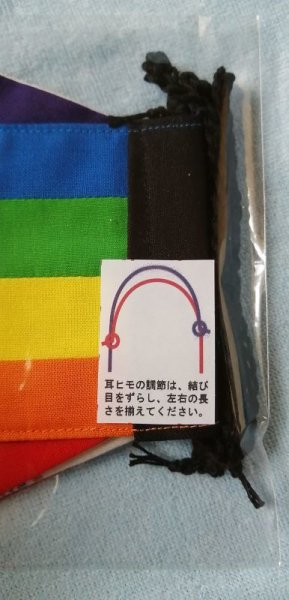 耳ヒモの調節は、結び
目をずらし、左右の長
さを揃えてください。